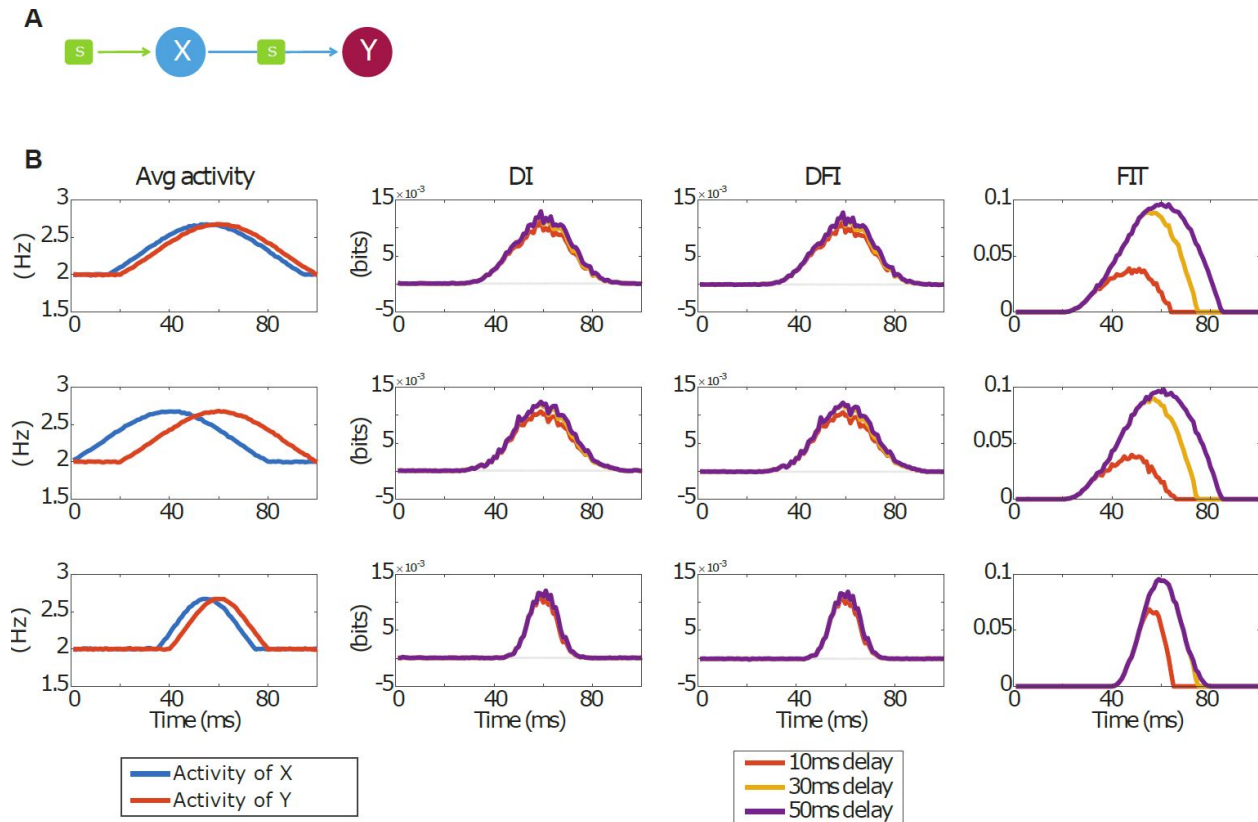 A
S X S Y
B
Avg activity DI DFI FIT
3 2.5 2 1.5 (Hz) 0 40 80
15 ×10⁻³ 5 -5 (bits) 0 40 80
15 ×10⁻³ 5 -5 0 40 80
0.1 0.05 0 0 40 80
3 2.5 2 1.5 (Hz) 0 40 80
15 ×10⁻³ 5 -5 (bits) 0 40 80
15 ×10⁻³ 5 -5 0 40 80
0.1 0.05 0 0 40 80
3 2.5 2 1.5 (Hz) 0 40 80
15 ×10⁻³ 5 -5 (bits) 0 40 80
15 ×10⁻³ 5 -5 0 40 80
0.1 0.05 0 0 40 80
Time (ms) Time (ms) Time (ms) Time (ms)
Activity of X
Activity of Y
10ms delay
30ms delay
50ms delay